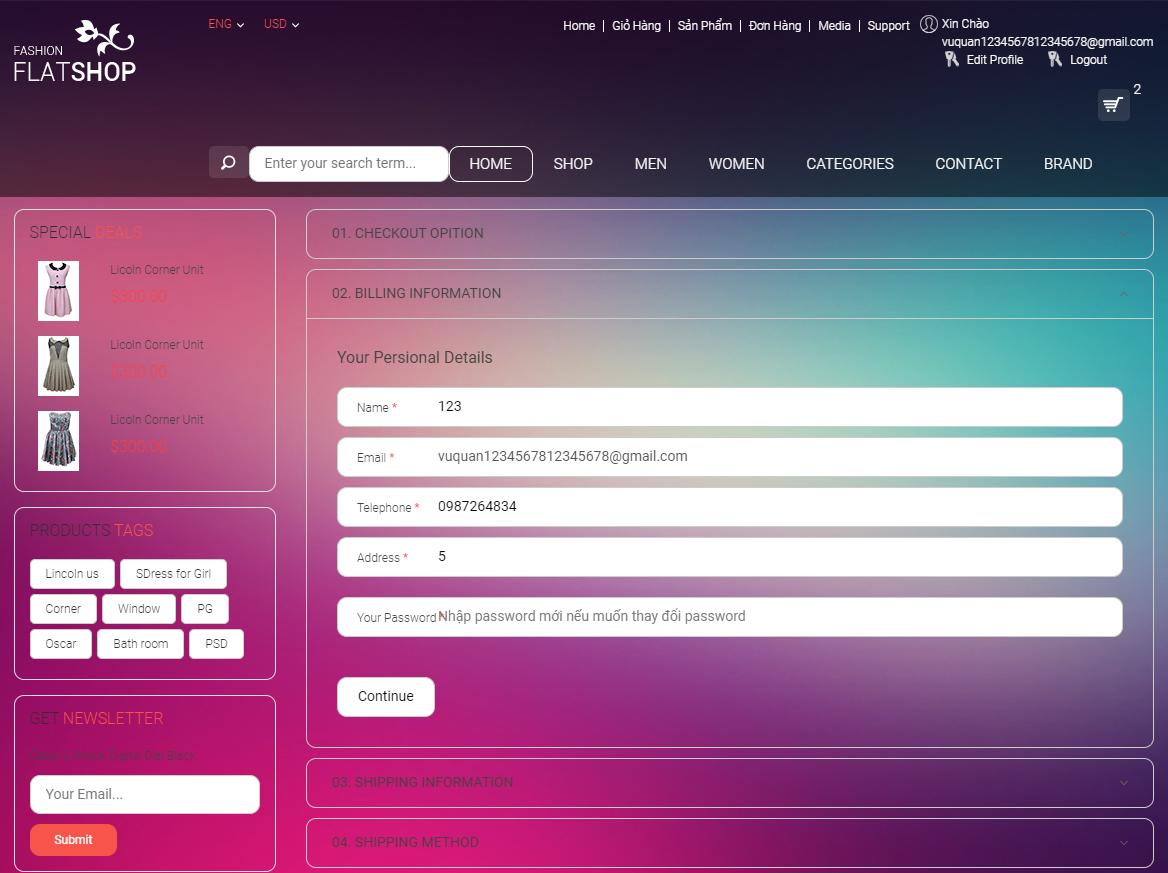 ENG
USD
Home | Giỏ Hàng | Sản Phẩm | Đơn Hàng | Media | Support
Xin Chào
vuquan1234567812345678@gmail.com
Edit Profile
Logout
FASHION
FLATSHOP
2
Enter your search term...
HOME
SHOP
MEN
WOMEN
CATEGORIES
CONTACT
BRAND
SPECIAL DEALS
Licoln Corner Unit
$300.00
Licoln Corner Unit
$300.00
Licoln Corner Unit
$300.00
PRODUCTS TAGS
Lincoln us
SDress for Girl
Corner
Window
PG
Oscar
Bath room
PSD
GET NEWSLETTER
Digital Dial Black
Your Email...
Submit
01. CHECKOUT OPITION
02. BILLING INFORMATION
Your Persional Details
Name * 123
Email * vuquan1234567812345678@gmail.com
Telephone * 0987264834
Address * 5
Your Password * Nhập password mới nếu muốn thay đổi password
Continue
03. SHIPPING INFORMATION
04. SHIPPING METHOD